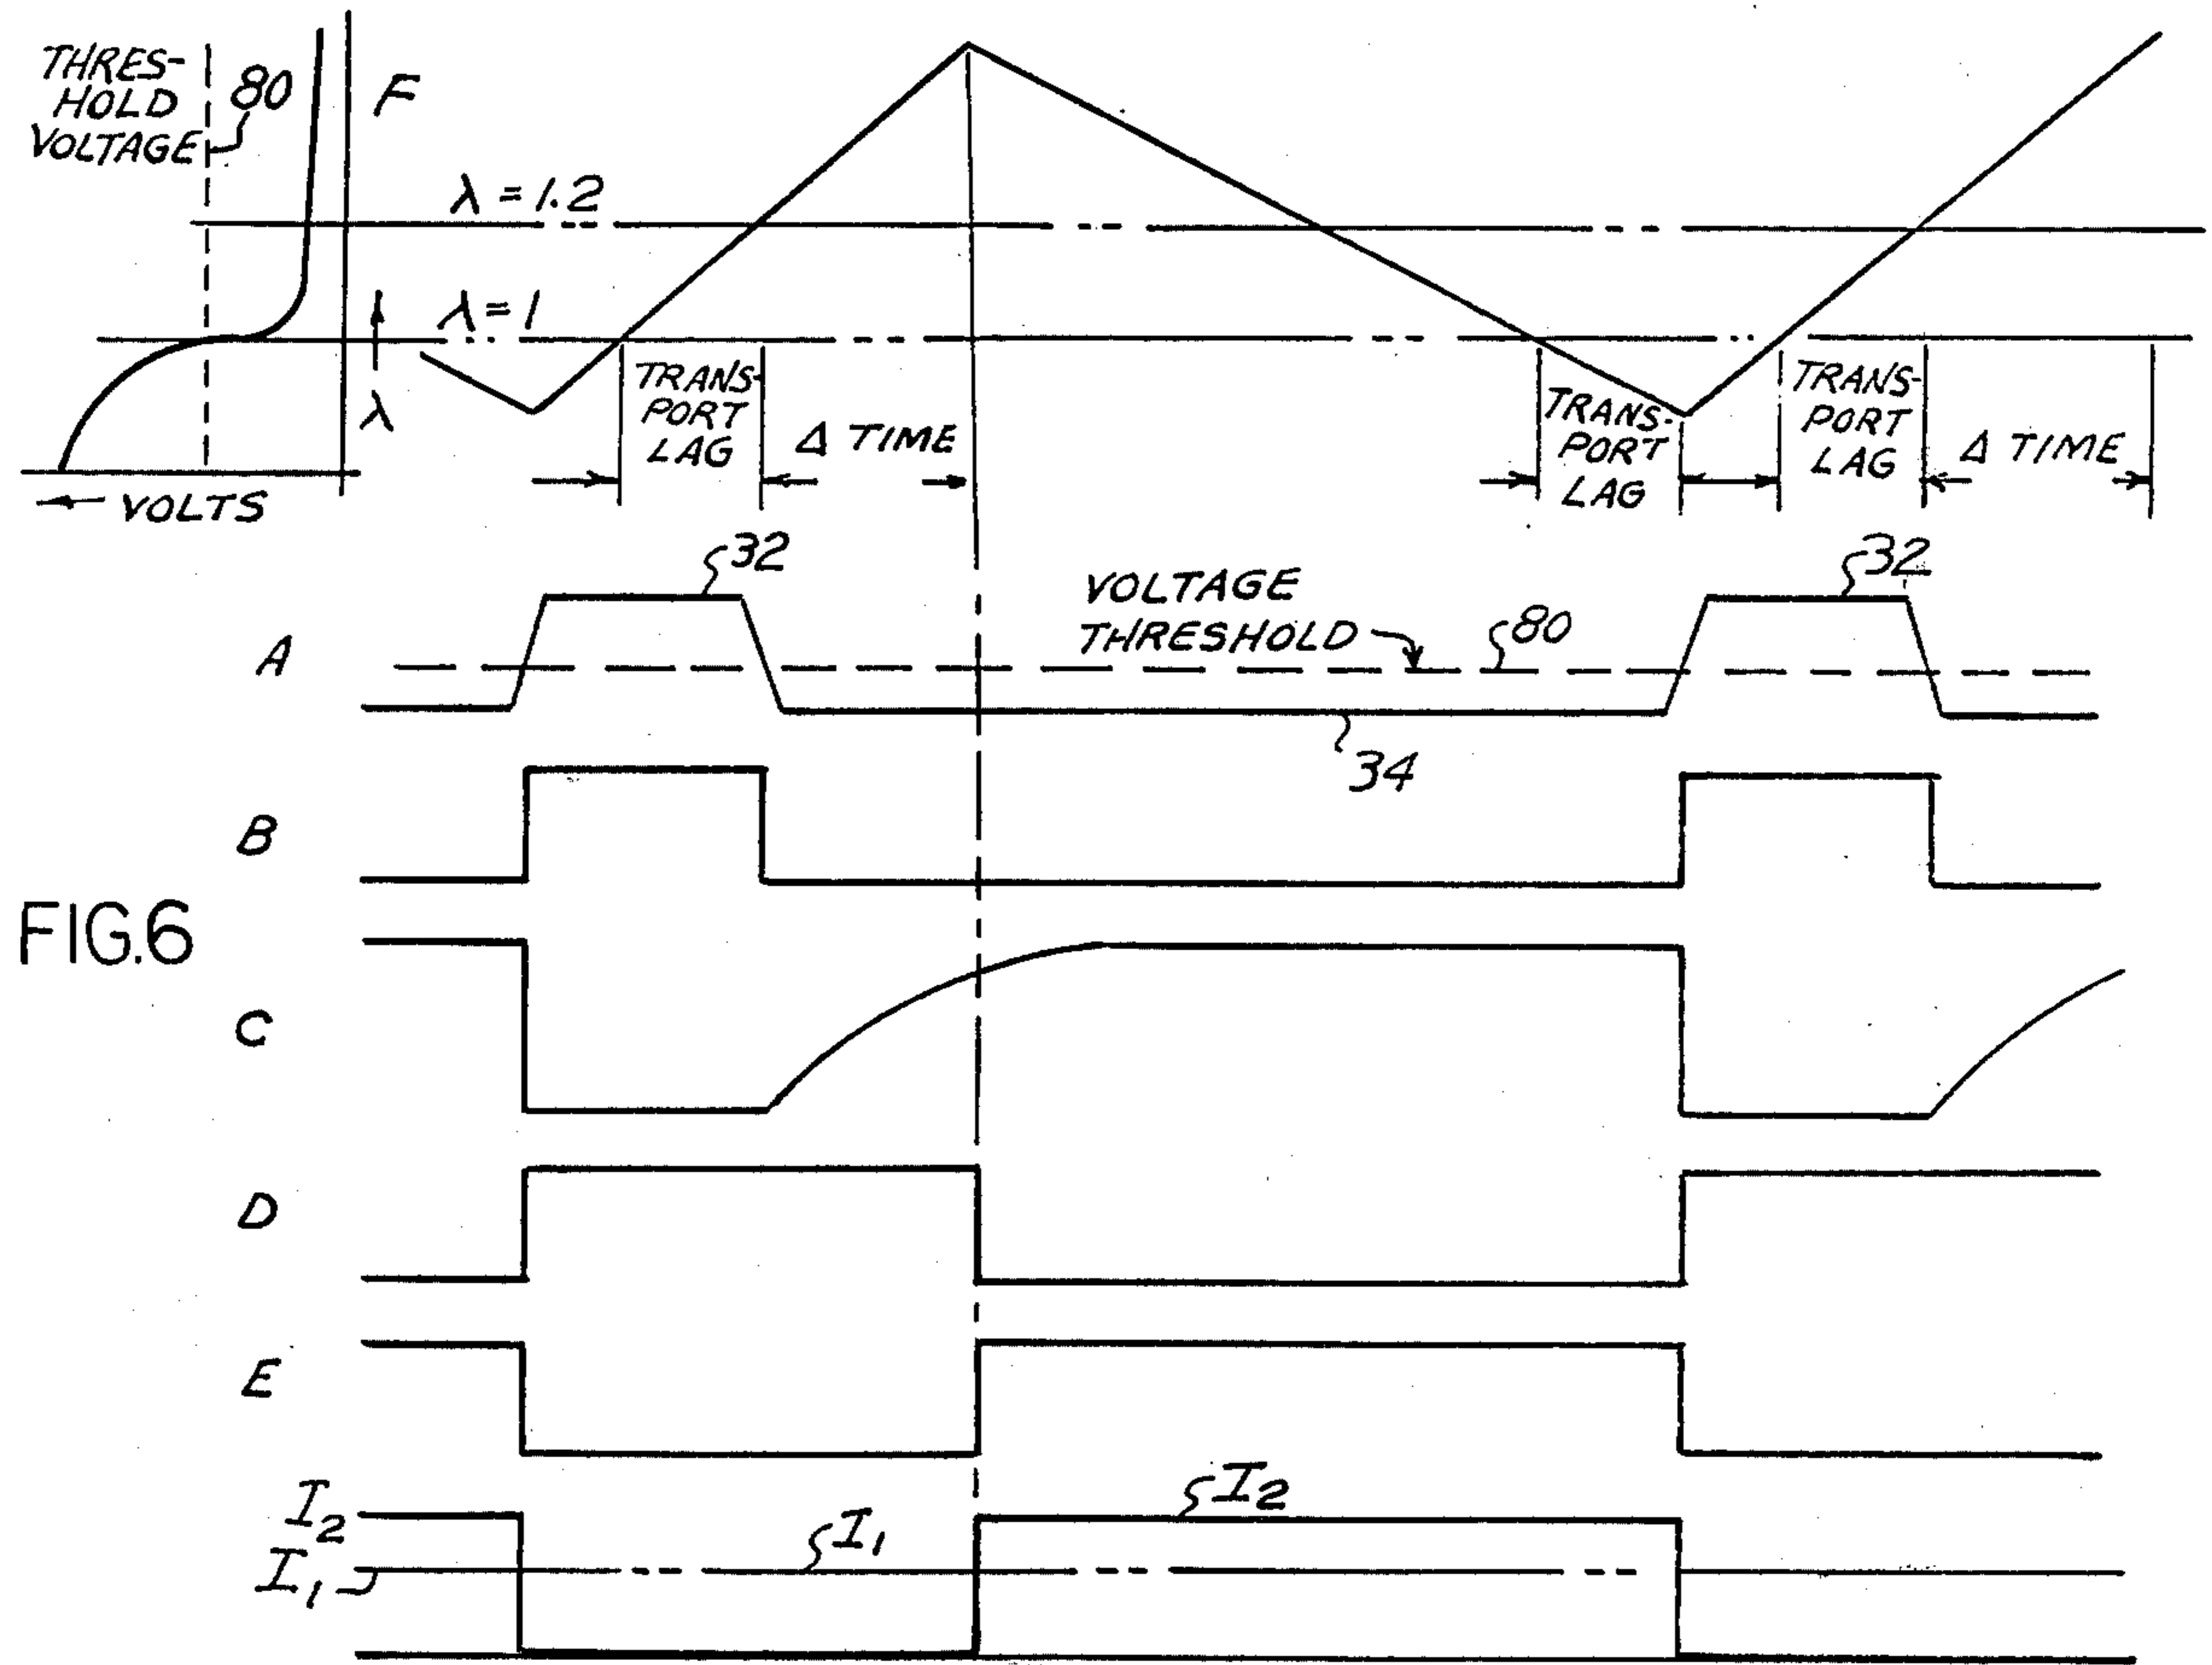 THRES-
HOLD
VOLTAGE
80
F
λ = 1.2
λ = 1
λ
VOLTS
TRANS-
PORT
LAG
Δ TIME
TRANS-
PORT
LAG
TRANS-
PORT
LAG
Δ TIME
A
32
VOLTAGE
THRESHOLD
80
32
34
B
FIG.6
C
D
E
I2
I1
I1
I2